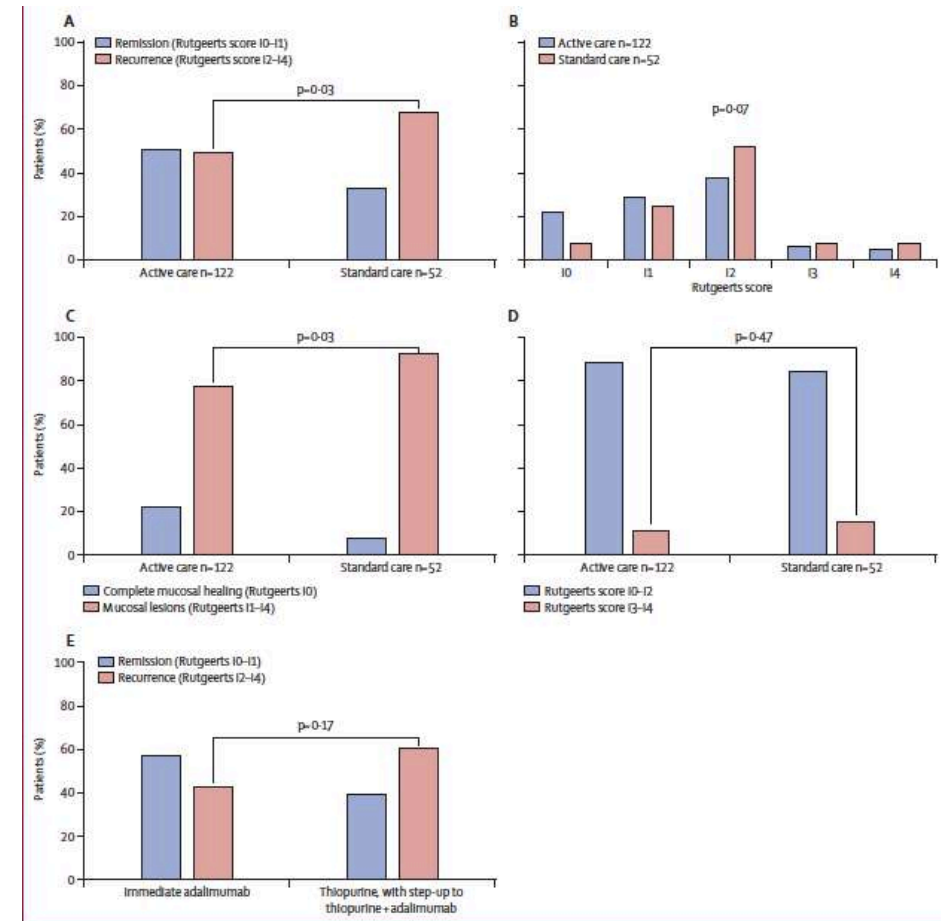 A
Remission (Rutgeerts score i0–i1)
Recurrence (Rutgeerts score i2–i4)
p=0·03
Patients (%)
100
80
60
40
20
0
Active care n=122
Standard care n=52
B
Active care n=122
Standard care n=52
p=0·07
i0
i1
i2
i3
i4
Rutgeerts score
C
p=0·03
Patients (%)
100
80
60
40
20
0
Active care n=122
Standard care n=52
Complete mucosal healing (Rutgeerts i0)
Mucosal lesions (Rutgeerts i1–i4)
D
p=0·47
Active care n=122
Standard care n=52
Rutgeerts score i0–i2
Rutgeerts score i3–i4
E
Remission (Rutgeerts i0–i1)
Recurrence (Rutgeerts i2–i4)
p=0·17
Patients (%)
100
80
60
40
20
0
Immediate adalimumab
Thiopurine, with step-up to
thiopurine+adalimumab